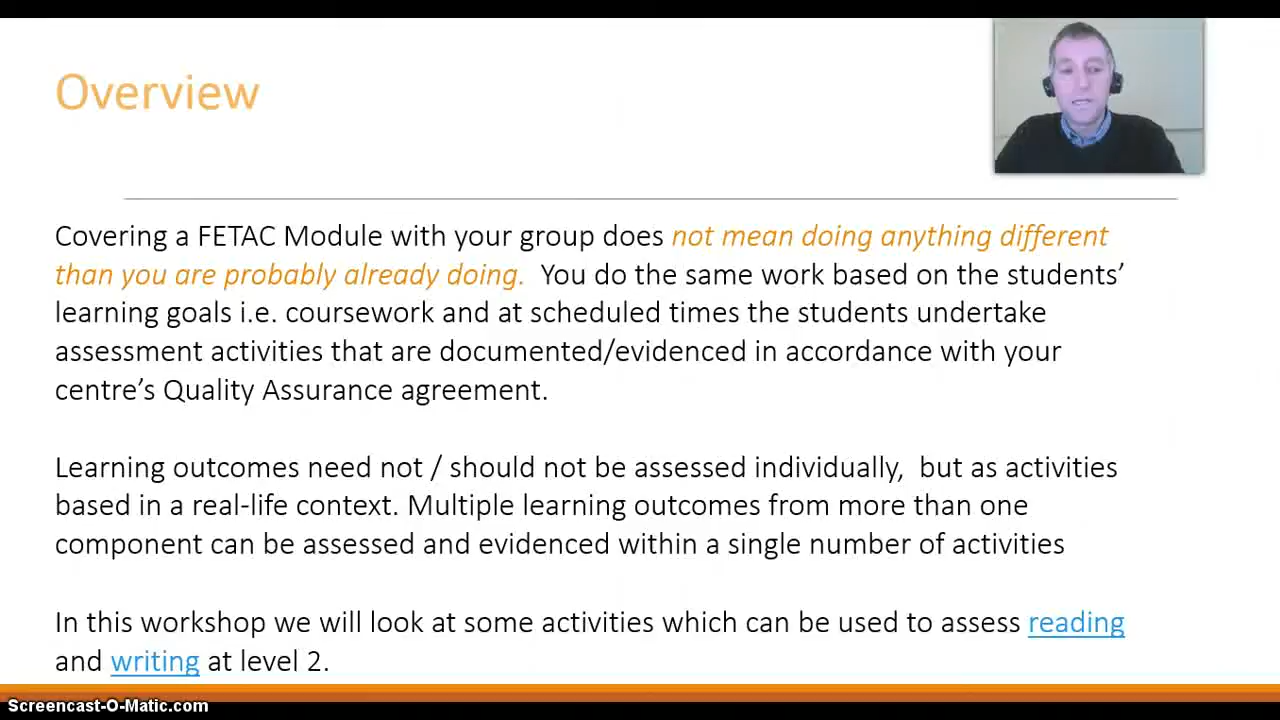 Overview
Covering a FETAC Module with your group does not mean doing anything different
than you are probably already doing. You do the same work based on the students’
learning goals i.e. coursework and at scheduled times the students undertake
assessment activities that are documented/evidenced in accordance with your
centre’s Quality Assurance agreement.
Learning outcomes need not / should not be assessed individually, but as activities
based in a real-life context. Multiple learning outcomes from more than one
component can be assessed and evidenced within a single number of activities
In this workshop we will look at some activities which can be used to assess reading
and writing at level 2.
Screencast-O-Matic.com